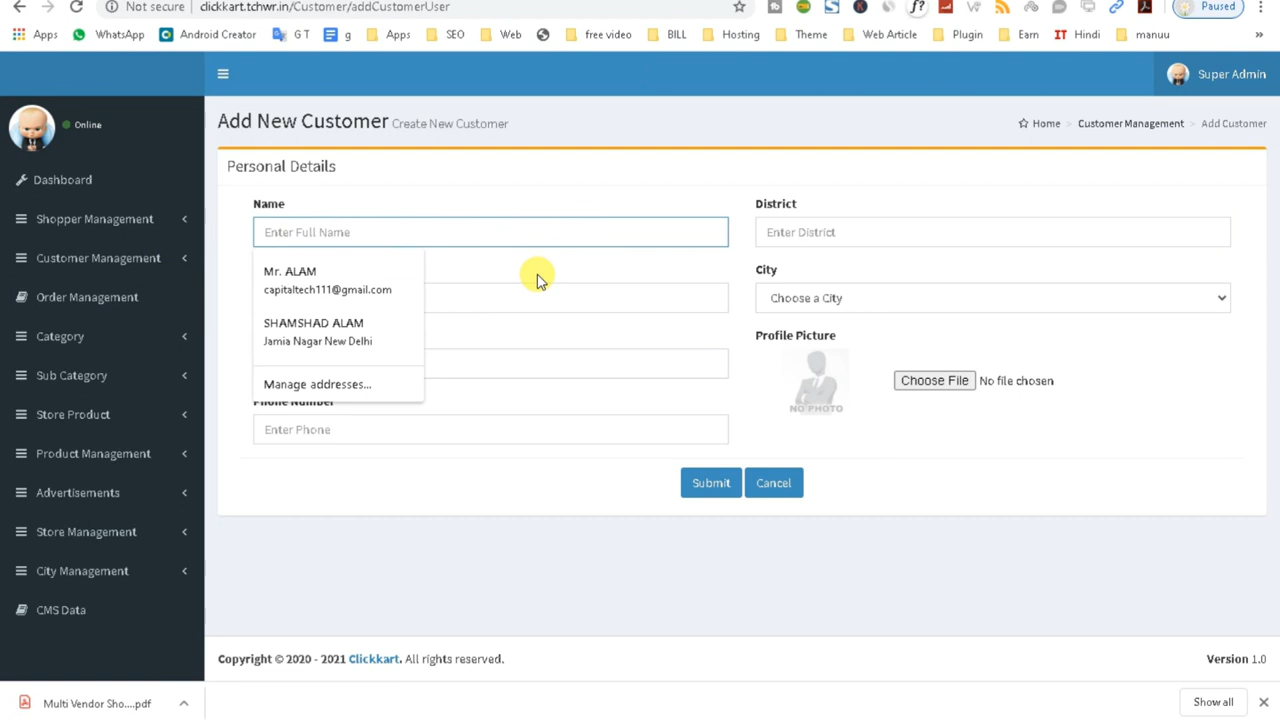 Not secure clickkart.tchwr.in/Customer/addCustomerUser Paused
Apps WhatsApp Android Creator G T g Apps SEO Web free video BILL Hosting Theme Web Article Plugin Earn IT Hindi manuu »
Super Admin
Online
Add New Customer Create New Customer
Home > Customer Management > Add Customer
Personal Details
Dashboard
Shopper Management
Customer Management
Order Management
Category
Sub Category
Store Product
Product Management
Advertisements
Store Management
City Management
CMS Data
Name
Enter Full Name
Mr. ALAM
capitaltech111@gmail.com
SHAMSHAD ALAM
Jamia Nagar New Delhi
Manage addresses...
Phone Number
Enter Phone
District
Enter District
City
Choose a City
Profile Picture
NO PHOTO
Choose File No file chosen
Submit Cancel
Copyright © 2020 - 2021 Clickkart. All rights reserved.
Version 1.0
Multi Vendor Sho....pdf
Show all